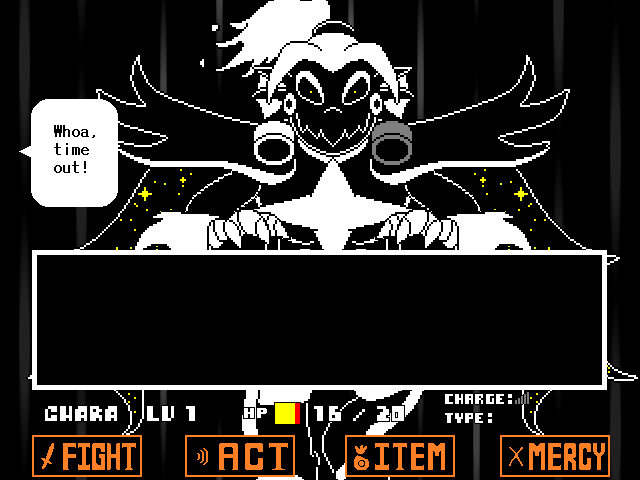 Whoa,
time
out!
CHARA LV 1 HP 16 / 20
CHARGE:
TYPE:
FIGHT ACT ITEM MERCY